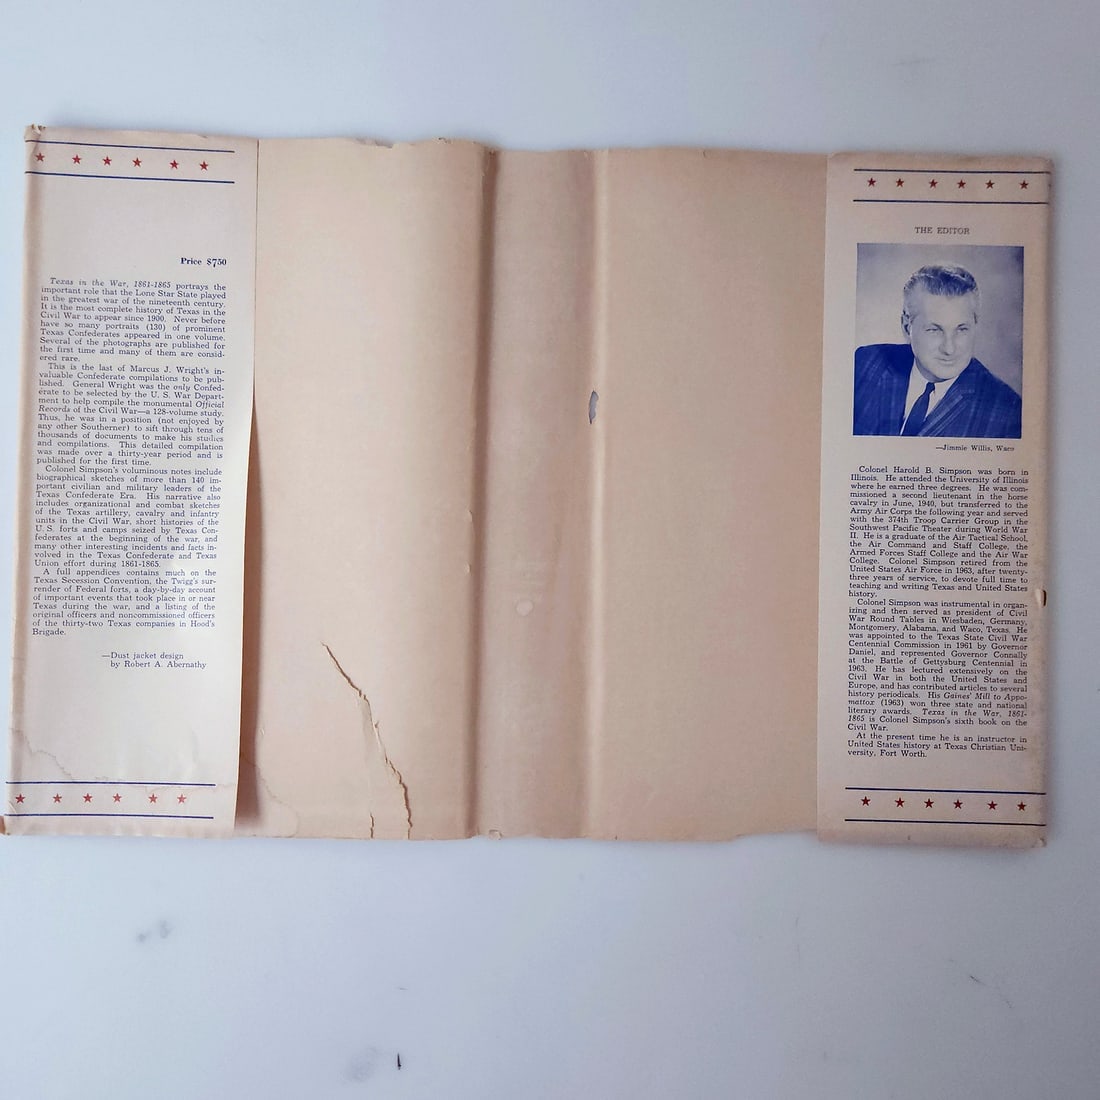 Price $750
Texas in the War, 1861-1865 portrays the
important role that the Lone Star State played
in the greatest war of the nineteenth century.
It is the most complete history of Texas in the
Civil War to appear since 1900. Never before
have so many portraits (130) of prominent
Texas Confederates appeared in one volume.
Several of the photographs are published for
the first time and many of them are consid-
ered rare.
This is the last of Marcus J. Wright's in-
valuable Confederate compilations to be pub-
lished. General Wright was the only Confed-
erate to be selected by the U. S. War Depart-
ment to help compile the monumental Official
Records of the Civil War—a 128-volume study.
Thus, he was in a position (not enjoyed by
any other Southerner) to sift through tens of
thousands of documents to make his studies
and compilations. This detailed compilation
was made over a thirty-year period and is
published for the first time.
Colonel Simpson's voluminous notes include
biographical sketches of more than 140 im-
portant civilian and military leaders of the
Texas Confederate Era. His narrative also
includes organizational and combat sketches
of the Texas artillery, cavalry and infantry
units in the Civil War, short histories of the
U. S. forts and camps seized by Texas Con-
federates at the beginning of the war, and
many other interesting incidents and facts in-
volved in the Texas Confederate and Texas
Union effort during 1861-1865.
A full appendices contains much on the
Texas Secession Convention, the Twigg's sur-
render of Federal forts, a day-by-day account
of important events that took place in or near
Texas during the war, and a listing of the
original officers and noncommissioned officers
of the thirty-two Texas companies in Hood's
Brigade.
—Dust jacket design
by Robert A. Abernathy
THE EDITOR
—Jimmie Willis, Waco
Colonel Harold B. Simpson was born in
Illinois. He attended the University of Illinois
where he earned three degrees. He was com-
missioned a second lieutenant in the horse
cavalry in June, 1940, but transferred to the
Army Air Corps the following year and served
with the 374th Troop Carrier Group in the
Southwest Pacific Theater during World War
II. He is a graduate of the Air Tactical School,
the Air Command and Staff College, the
Armed Forces Staff College and the Air War
College. Colonel Simpson retired from the
United States Air Force in 1963, after twenty-
three years of service, to devote full time to
teaching and writing Texas and United States
history.
Colonel Simpson was instrumental in organ-
izing and then served as president of Civil
War Round Tables in Wiesbaden, Germany,
Montgomery, Alabama, and Waco, Texas. He
was appointed to the Texas State Civil War
Centennial Commission in 1961 by Governor
Daniel, and represented Governor Connally
at the Battle of Gettysburg Centennial in
1963. He has lectured extensively on the
Civil War in both the United States and
Europe, and has contributed articles to several
history periodicals. His Gaines' Mill to Appo-
mattox (1963) won three state and national
literary awards. Texas in the War, 1861-
1865 is Colonel Simpson's sixth book on the
Civil War.
At the present time he is an instructor in
United States history at Texas Christian Uni-
versity, Fort Worth.